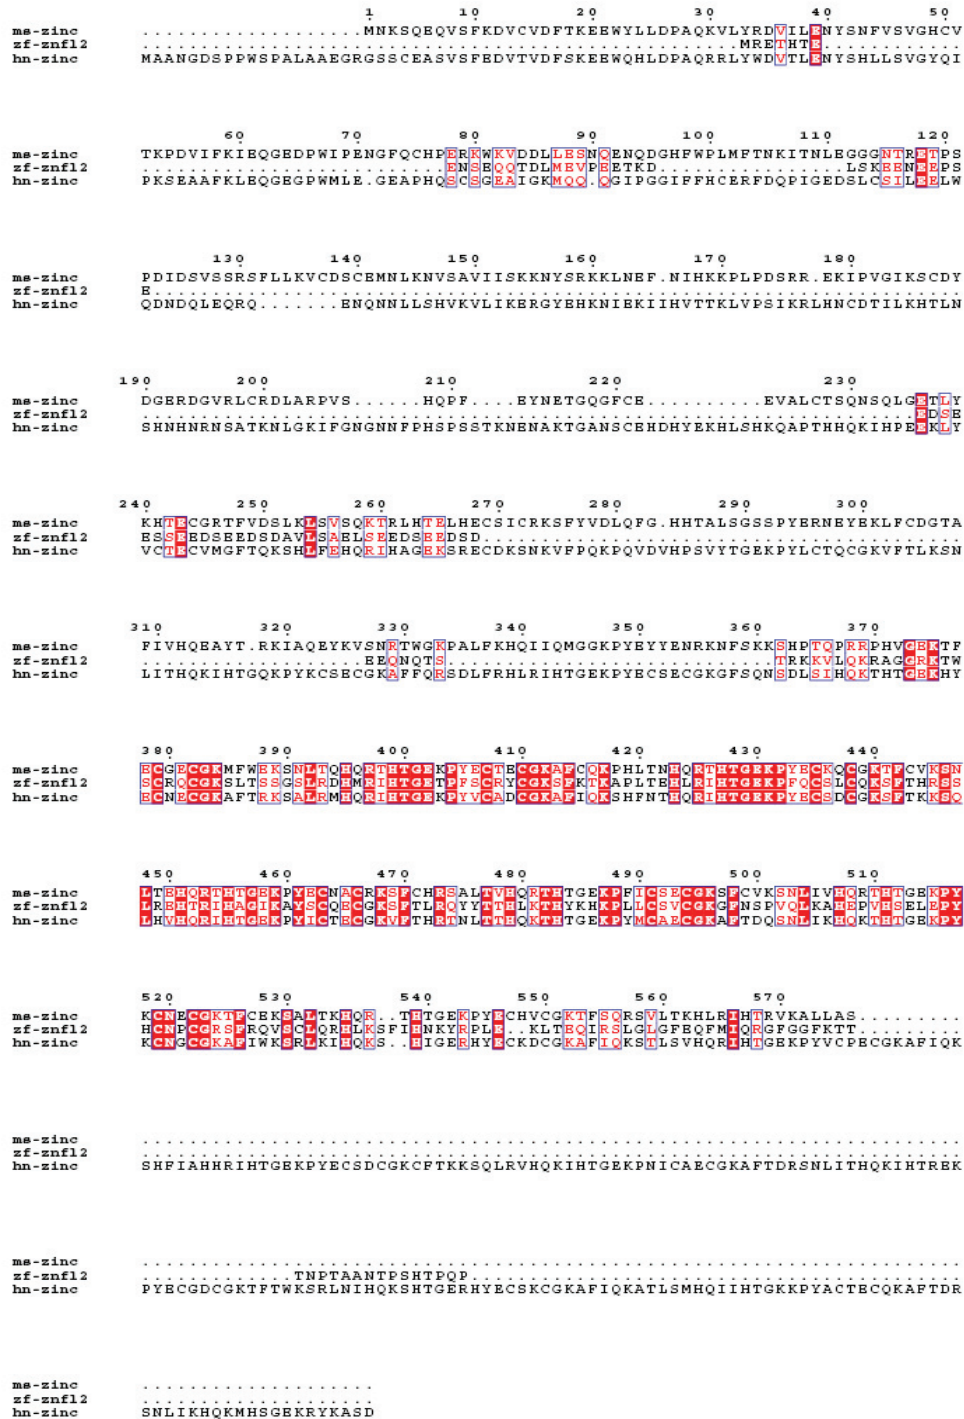 1 10 20 30 40 50
ms-zinc ...................MNKSQEQVSFKDVCVDFTKEEWYLLDPAQKVLYRDVILENYSNFVSVGHCV
zf-znfl2 ...................................................MRETHTE...................
hn-zinc MAANGDSPPWSPALAAEGRGSSCEASVSFEDVTVDFSKEEWQHLDPAQRRLYWDVTLENYSHLLSVGYQI
60 70 80 90 100 110 120
ms-zinc TKPDVIFKIEQGEDPWIPENGFQCHPERKWKVDDLLESNQENQDGHFWPLMFTNKITNLEGGGNTRETPS
zf-znfl2 ..........................ENSEQQTDLMEVPEETKD.................LSKEENEEPS
hn-zinc PKSEAAFKLEQGEGPWMLE.GEAPHQSCSGEAIGKMQQ.QGIPGGIFFHCERFDQPIGEDSLCSILEELW
130 140 150 160 170 180
ms-zinc PDIDSVSSRSFLLKVCDSCEMNLKNVSAVIISKKNYSRKKLNEF.NIHKKPLPDSRR.EKIPVGIKSCDY
zf-znfl2 E.....................................................................
hn-zinc QDNDQLEQRQ.......ENQNNLLSHVKVLIKERGYEHKNIEKIIHVTTKLVPSIKRLHNCDTILKHTLN
190 200 210 220 230
ms-zinc DGERDGVRLCRDLARPVS......HQPF....EYNETGQGFCE..........EVALCTSQNSQLGETLY
zf-znfl2 ..................................................................EDSE
hn-zinc SHNHNRNSATKNLGKIFGNGNNFPHSPSSTKNENAKTGANSCEHDHYEKHLSHKQAPTHHQKIHPEEKLY
240 250 260 270 280 290 300
ms-zinc KHTECGRTFVDSLKLSVSQKTRLHTELHECSICRKSFYVDLQFG.HHTALSGSSPYERNEYEKLFCDGTA
zf-znfl2 ESSEEDSEEDSDAVLSAELSEEDSEEDSD.........................................
hn-zinc VCTECVMGFTQKSHLFEHQRIHAGEKSRECDKSNKVFPQKPQVDVHPSVYTGEKPYLCTQCGKVFTLKSN
310 320 330 340 350 360 370
ms-zinc FIVHQEAYT.RKIAQEYKVSNRTWGKPALFKHQIIQMGGKPYEYYENRKNFSKKSHPTQPRRPHVGEKTF
zf-znfl2 ...................EEQNQTS............................TRKKVLQKRAGGRKTW
hn-zinc LITHQKIHTGQKPYKCSECGKAFFQRSDLFRHLRIHTGEKPYECSECGKGFSQNSDLSIHQKTHTGEKHY
380 390 400 410 420 430 440
ms-zinc ECGECGKMFWEKSNLTQHQRTHTGEKPYECTECGKAFCQKPHLTNHQRTHTGEKPYECKQCGKTFCVKSN
zf-znfl2 SCRQCGKSLTSSGSLRDHMRIHTGETPFSCRYCGKSFKTKAPLTEHLRIHTGEKPFQCSLCQKSFTHRSS
hn-zinc ECNECGKAFTRKSALRMHQRIHTGEKPYVCADCGKAFIQKSHFNTHQRIHTGEKPYECSDCGKSFTKKSQ
450 460 470 480 490 500 510
ms-zinc LTEHQRTHTGEKPYECNACRKSFCHRSALTVHQRTHTGEKPFICSECGKSFCVKSNLIVHQRTHTGEKPY
zf-znfl2 LREHTRIHAGIKAYSCQECGKSFTLRQYYTTHLKTHYKHKPLLCSVCGKGFNSPVQLKAHEPVHSELEPY
hn-zinc LHVHQRIHTGEKPYICTECGKVFTHRTNLTTHQKTHTGEKPYMCAECGKAFTDQSNLIKHQKTHTGEKPY
520 530 540 550 560 570
ms-zinc KCNECGKTFCEKSALTKHQR..THTGEKPYECHVCGKTFSQRSVLTKHLRIHTRVKALLAS.........
zf-znfl2 HCNPCGRSFRQVSCLQRHLKSFIHNKYRPLE.KLTEQIRSLGLGFEQFMIQRGFGGFKTT..........
hn-zinc KCNGCGKAFIWKSRLKIHQKS..HIGERHYECKDCGKAFIQKSTLSVHQRIHTGEKPYVCPECGKAFIQK
ms-zinc ......................................................................
zf-znfl2 ......................................................................
hn-zinc SHFIAHHRIHTGEKPYECSDCGKCFTKKSQLRVHQKIHTGEKPNICAECGKAFTDRSNLITHQKIHTREK
ms-zinc ......................................................................
zf-znfl2 .............TNPTAANTPSHTPQP..........................................
hn-zinc PYECGDCGKTFTWKSRLNIHQKSHTGERHYECSKCGKAFIQKATLSMHQIIHTGKKPYACTECQKAFTDR
ms-zinc ....................
zf-znfl2 ....................
hn-zinc SNLIKHQKMHSGEKRYKASD